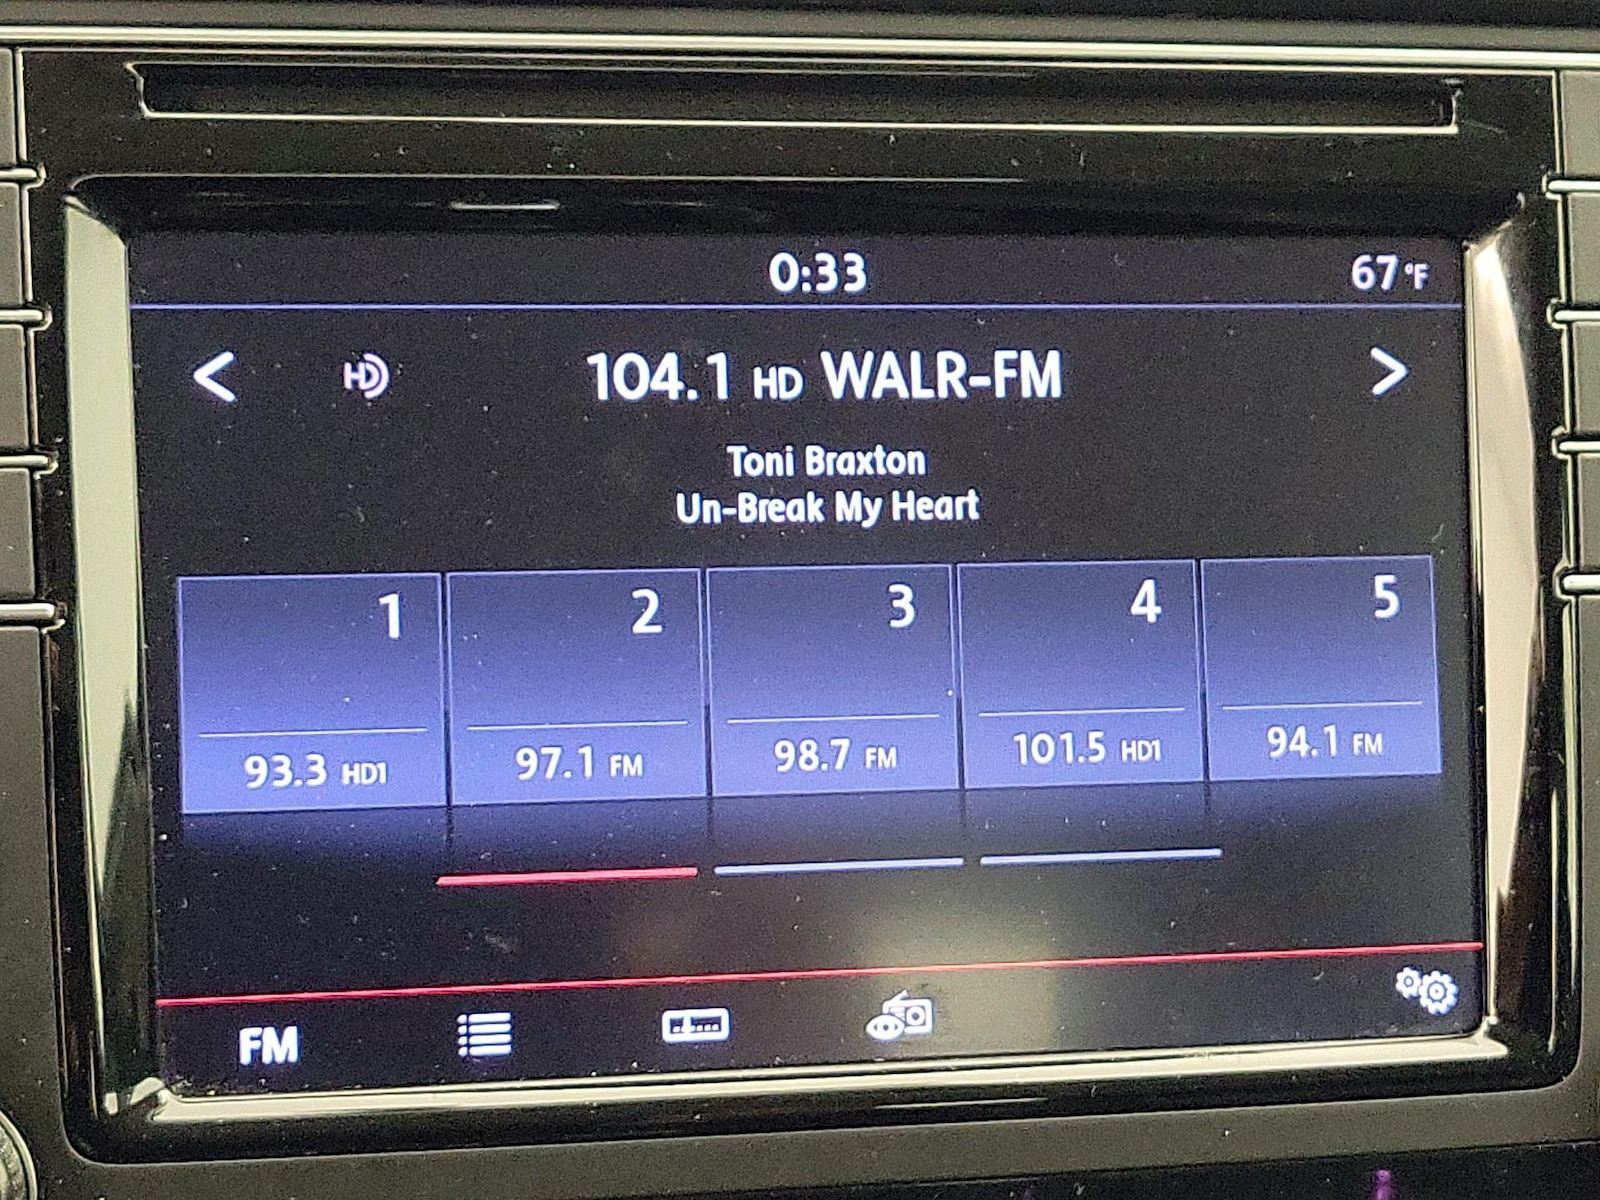 0:33 67 °F
HD 104.1 HD WALR-FM
Toni Braxton
Un-Break My Heart
1 2 3 4 5
93.3 HD1 97.1 FM 98.7 FM 101.5 HD1 94.1 FM
FM